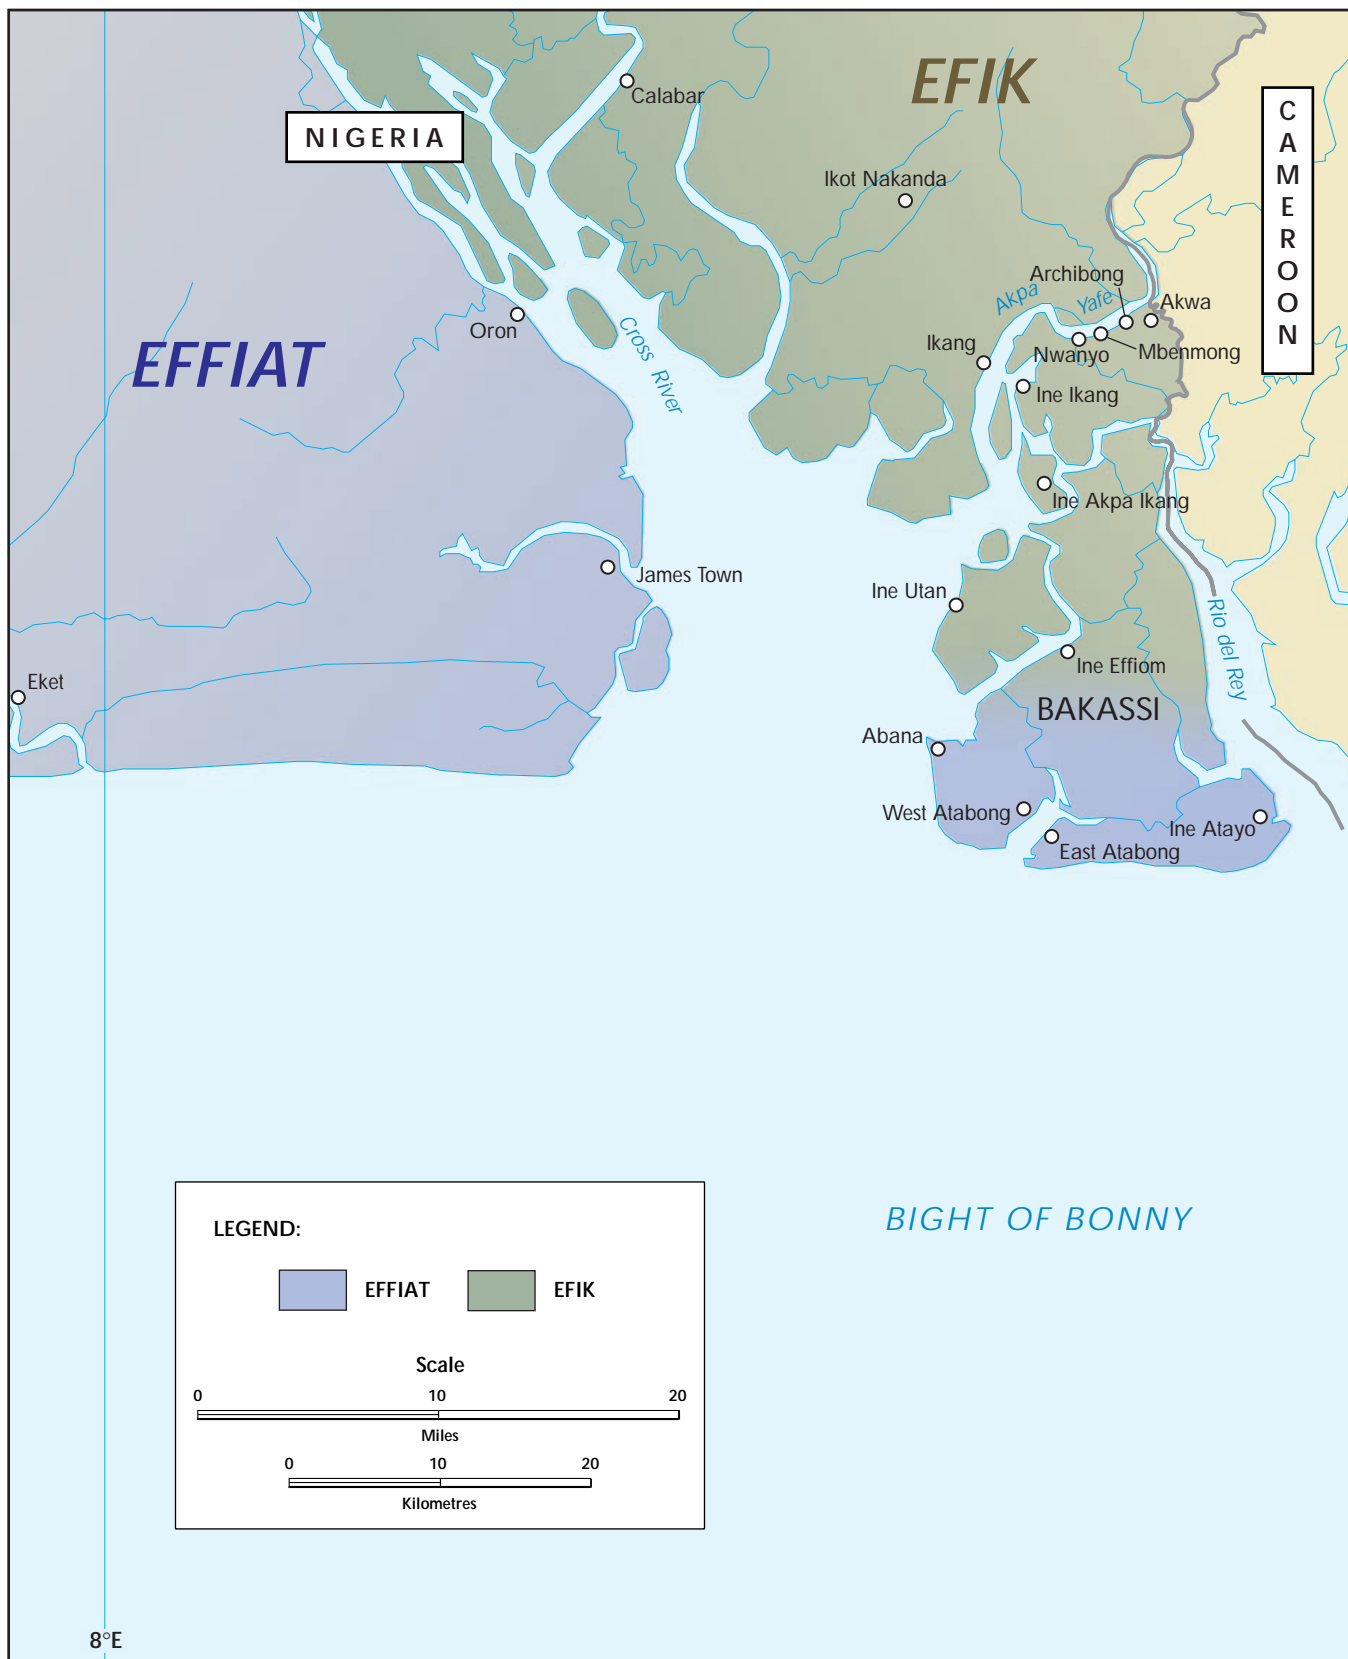 EFIK
Calabar
NIGERIA
CAMEROON
Ikot Nakanda
Archibong
Akpa Yafe
Akwa
Oron
Cross River
EFFIAT
Ikang
Nwanyo
Mbenmong
Ine Ikang
Ine Akpa Ikang
James Town
Ine Utan
Rio del Rey
Ine Effiom
Eket
BAKASSI
Abana
West Atabong
Ine Atayo
East Atabong
BIGHT OF BONNY
LEGEND:
EFFIAT EFIK
Scale
0 10 20
Miles
0 10 20
Kilometres
8°E